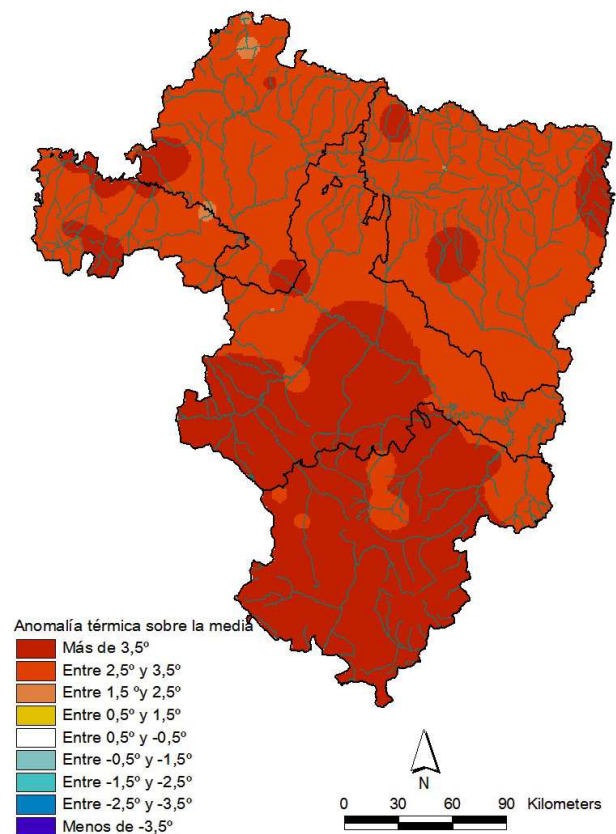 Anomalía térmica sobre la media
Más de 3,5º
Entre 2,5º y 3,5º
Entre 1,5 ºy 2,5º
Entre 0,5º y 1,5º
Entre 0,5º y -0,5º
Entre -0,5º y -1,5º
Entre -1,5º y -2,5º
Entre -2,5º y -3,5º
Menos de -3,5º
N
0 30 60 90 Kilometers